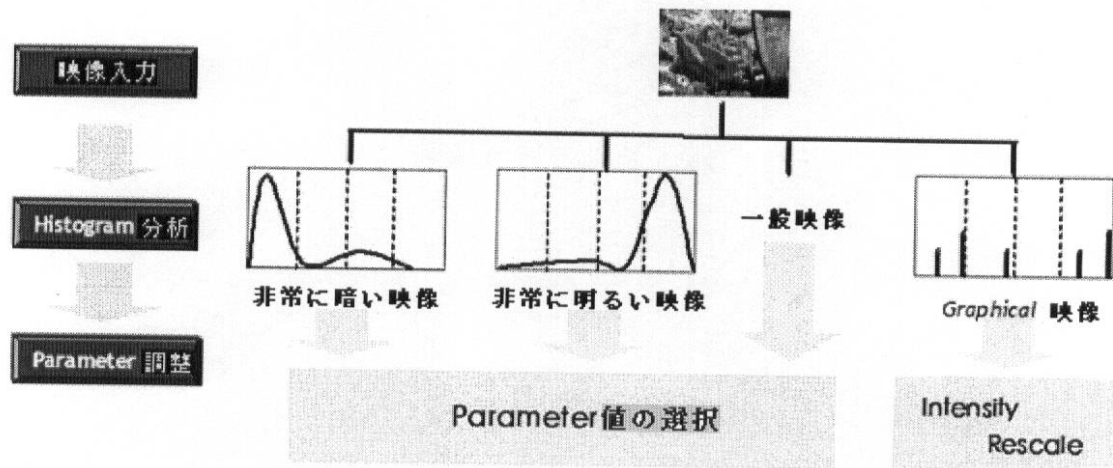 映像入力
Histogram 分析
Parameter 調整
非常に暗い映像
非常に明るい映像
一般映像
Graphical 映像
Parameter値の選択
Intensity
Rescale